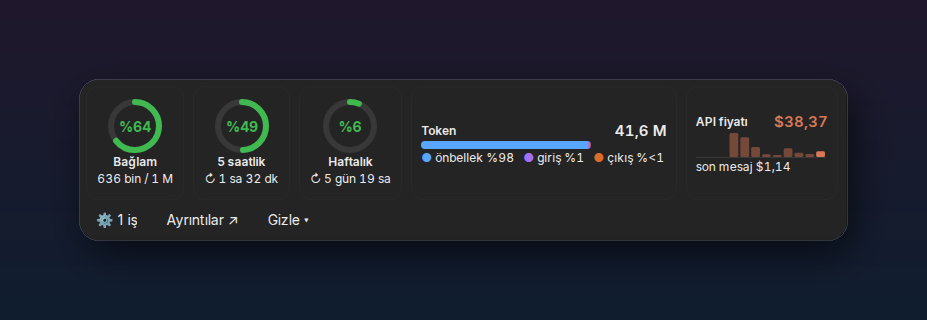 %64
Bağlam
636 bin / 1 M
%49
5 saatlik
↻ 1 sa 32 dk
%6
Haftalık
↻ 5 gün 19 sa
Token 41,6 M
önbellek %98 giriş %1 çıkış %<1
API fiyatı $38,37
son mesaj $1,14
⚙️ 1 iş Ayrıntılar ↗ Gizle ▾